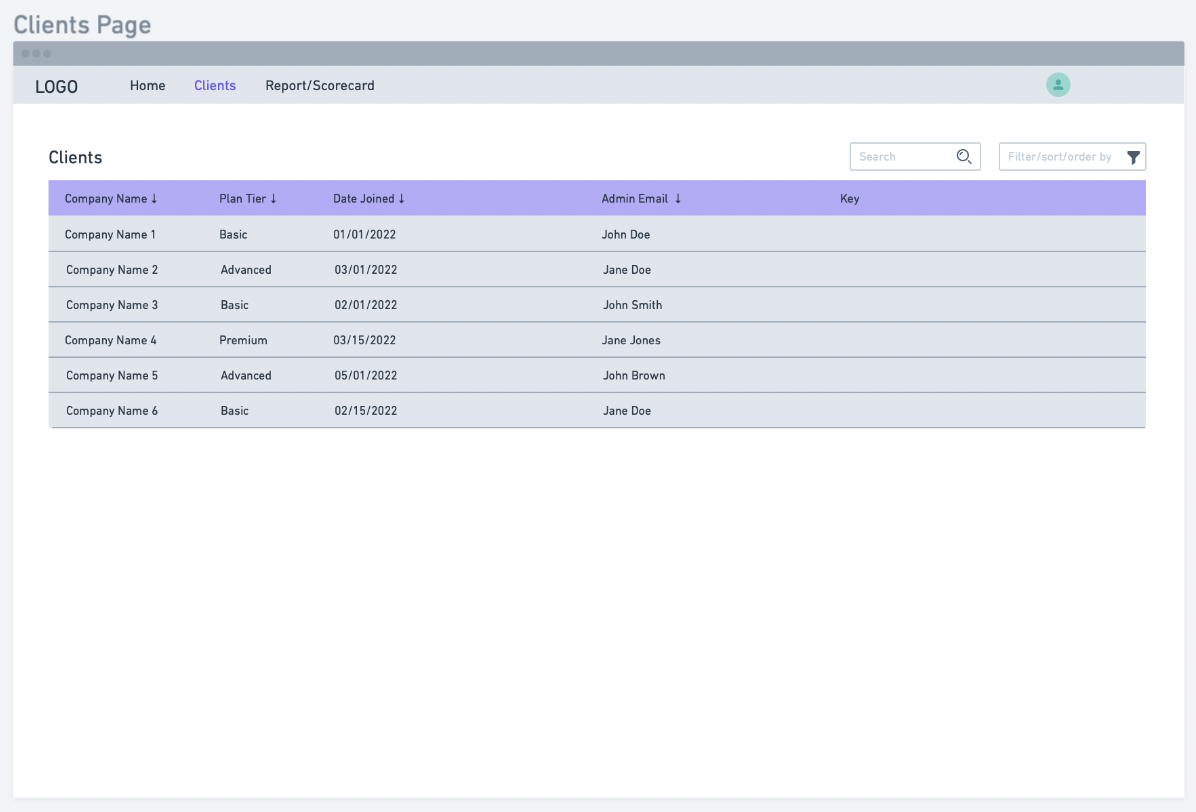 Clients Page
LOGO Home Clients Report/Scorecard
Clients Search Filter/sort/order by
Company Name ↓ Plan Tier ↓ Date Joined ↓ Admin Email ↓ Key
Company Name 1 Basic 01/01/2022 John Doe
Company Name 2 Advanced 03/01/2022 Jane Doe
Company Name 3 Basic 02/01/2022 John Smith
Company Name 4 Premium 03/15/2022 Jane Jones
Company Name 5 Advanced 05/01/2022 John Brown
Company Name 6 Basic 02/15/2022 Jane Doe